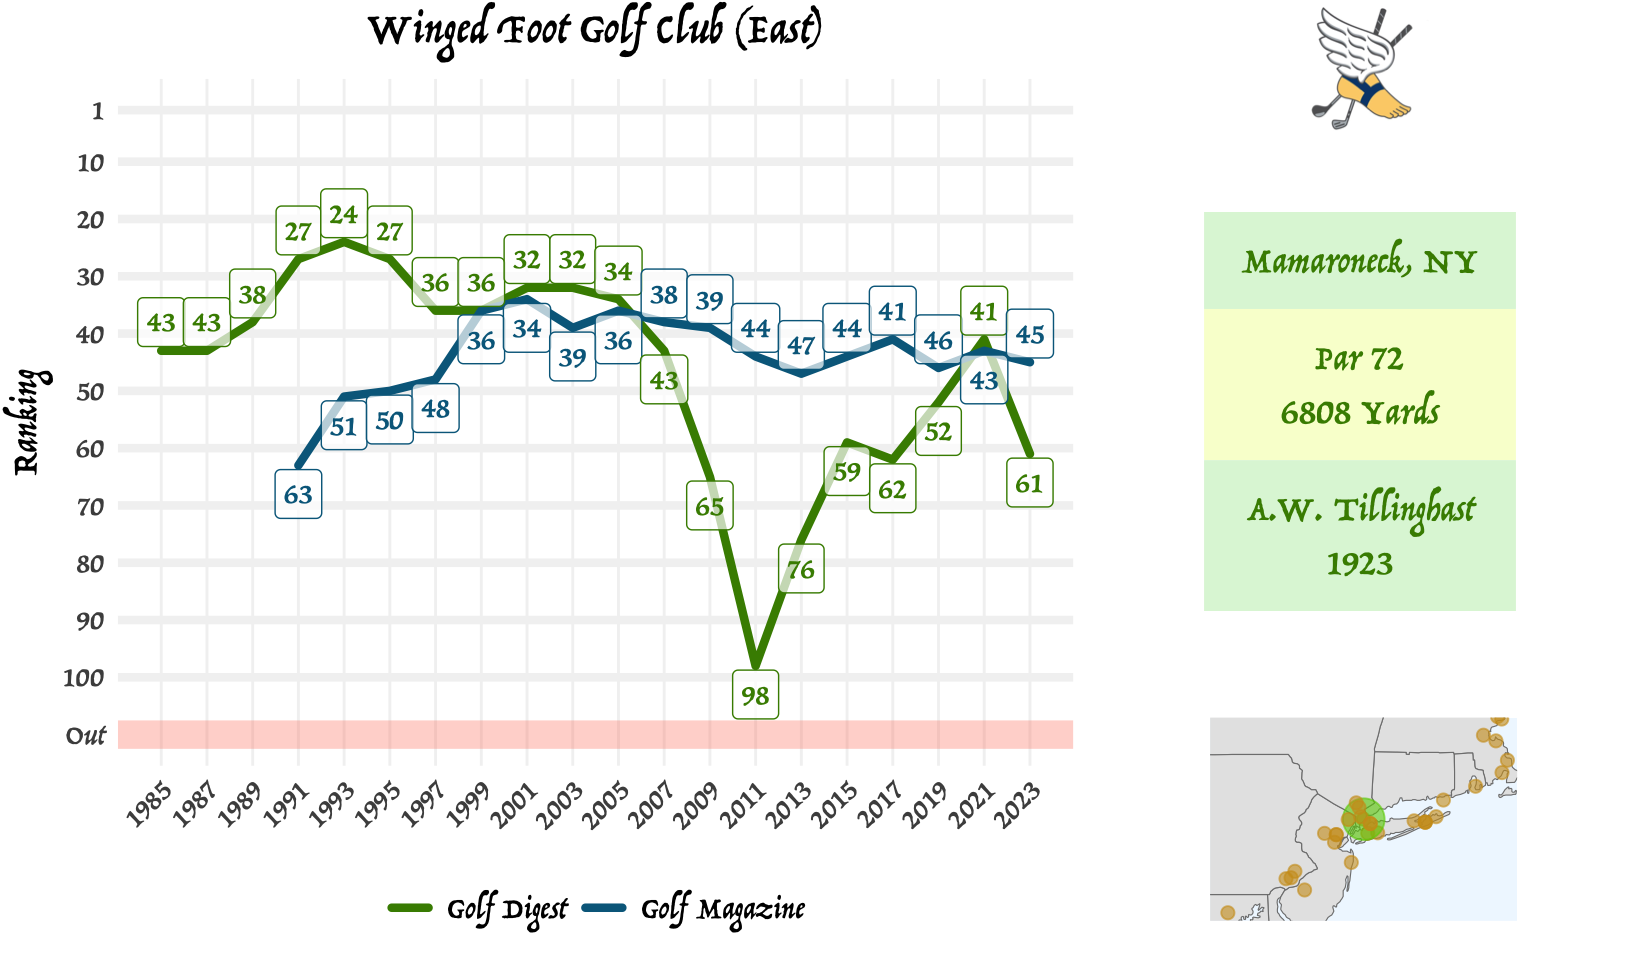 Winged Foot Golf Club (East)
Ranking
1
10
20
30
40
50
60
70
80
90
100
Out
43 43 38 27 24 27 36 36 32 32 34 43 65 98 76 59 62 52 41 61
63 51 50 48 36 34 39 36 38 39 44 47 44 41 46 43 45
1985 1987 1989 1991 1993 1995 1997 1999 2001 2003 2005 2007 2009 2011 2013 2015 2017 2019 2021 2023
Golf Digest Golf Magazine
Mamaroneck, NY
Par 72
6808 Yards
A.W. Tillinghast
1923